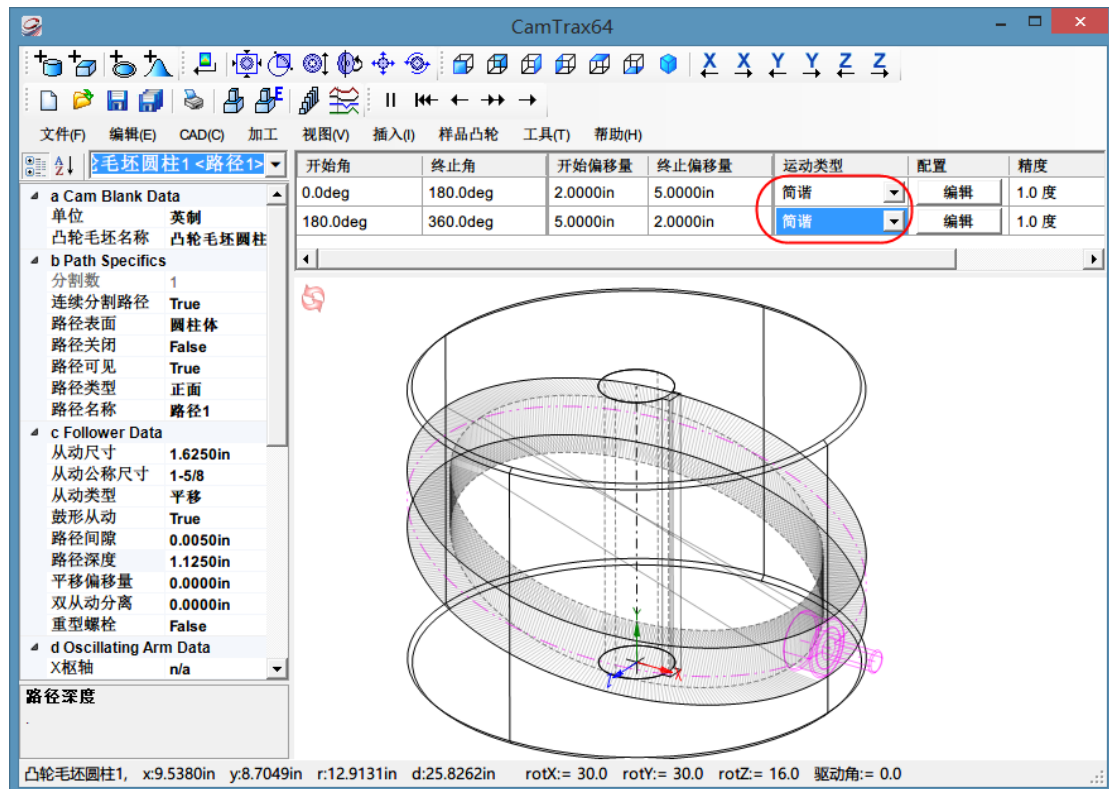 CamTrax64
X X Y Y Z Z
E
文件(F) 编辑(E) CAD(C) 加工 视图(V) 插入(I) 样品凸轮 工具(T) 帮助(H)
毛坯圆柱1 <路径1>
开始角 终止角 开始偏移量 终止偏移量 运动类型 配置 精度
0.0deg 180.0deg 2.0000in 5.0000in 简谐 编辑 1.0 度
180.0deg 360.0deg 5.0000in 2.0000in 简谐 编辑 1.0 度
a Cam Blank Data
单位 英制
凸轮毛坯名称 凸轮毛坯圆柱
b Path Specifics
分割数 1
连续分割路径 True
路径表面 圆柱体
路径关闭 False
路径可见 True
路径类型 正面
路径名称 路径1
c Follower Data
从动尺寸 1.6250in
从动公称尺寸 1-5/8
从动类型 平移
鼓形从动 True
路径间隙 0.0050in
路径深度 1.1250in
平移偏移量 0.0000in
双从动分离 0.0000in
重型螺栓 False
d Oscillating Arm Data
X枢轴 n/a
路径深度
.
Y
X
Z
凸轮毛坯圆柱1, x:9.5380in y:8.7049in r:12.9131in d:25.8262in rotX:= 30.0 rotY:= 30.0 rotZ:= 16.0 驱动角:= 0.0